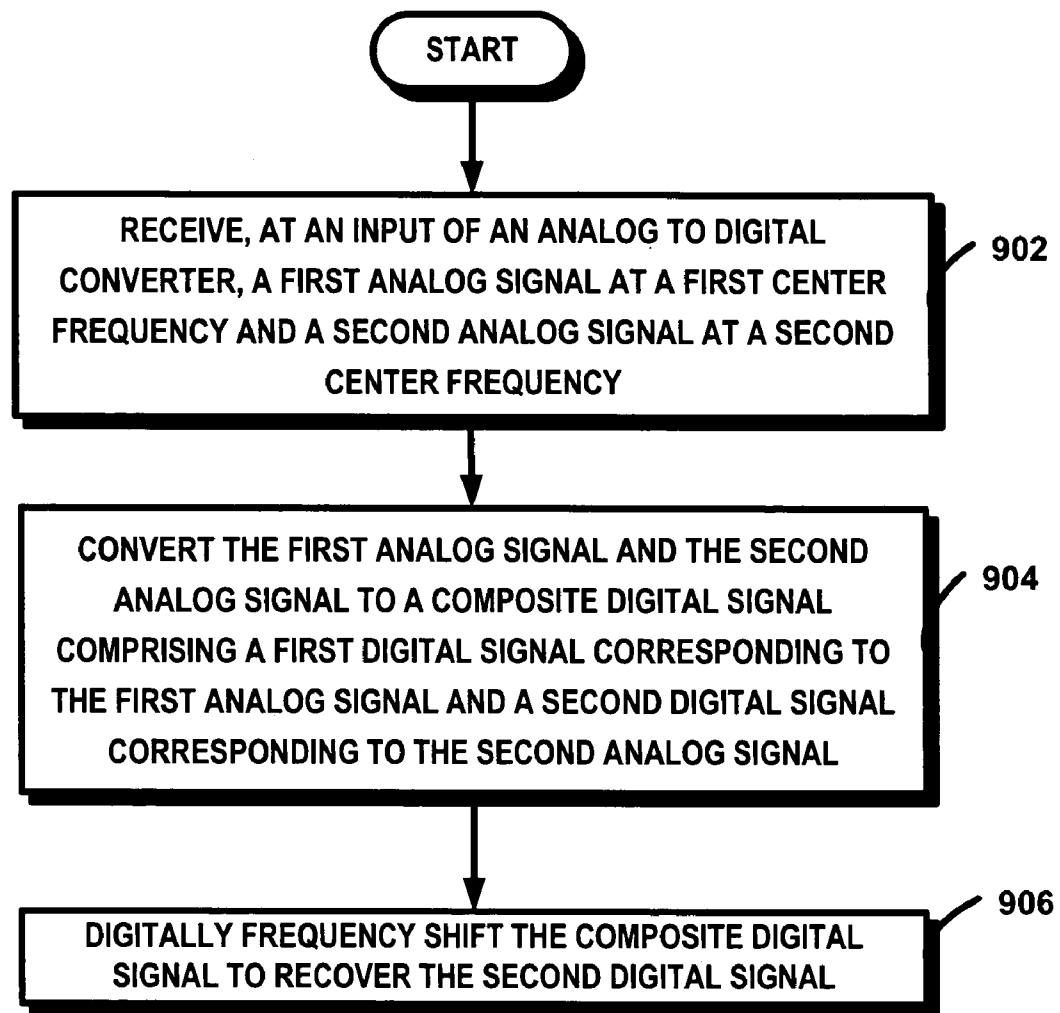 START
RECEIVE, AT AN INPUT OF AN ANALOG TO DIGITAL
CONVERTER, A FIRST ANALOG SIGNAL AT A FIRST CENTER
FREQUENCY AND A SECOND ANALOG SIGNAL AT A SECOND
CENTER FREQUENCY
902
CONVERT THE FIRST ANALOG SIGNAL AND THE SECOND
ANALOG SIGNAL TO A COMPOSITE DIGITAL SIGNAL
COMPRISING A FIRST DIGITAL SIGNAL CORRESPONDING TO
THE FIRST ANALOG SIGNAL AND A SECOND DIGITAL SIGNAL
CORRESPONDING TO THE SECOND ANALOG SIGNAL
904
DIGITALLY FREQUENCY SHIFT THE COMPOSITE DIGITAL
SIGNAL TO RECOVER THE SECOND DIGITAL SIGNAL
906